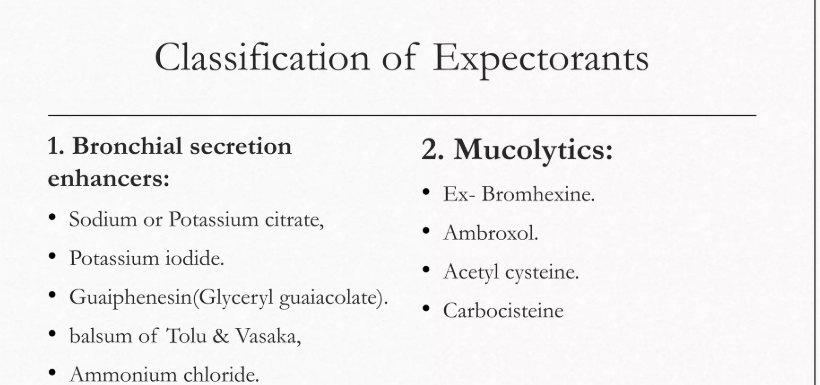 Classification of Expectorants
1. Bronchial secretion
enhancers:
• Sodium or Potassium citrate,
• Potassium iodide.
• Guaiphenesin(Glyceryl guaiacolate).
• balsum of Tolu & Vasaka,
• Ammonium chloride.
2. Mucolytics:
• Ex- Bromhexine.
• Ambroxol.
• Acetyl cysteine.
• Carbocisteine